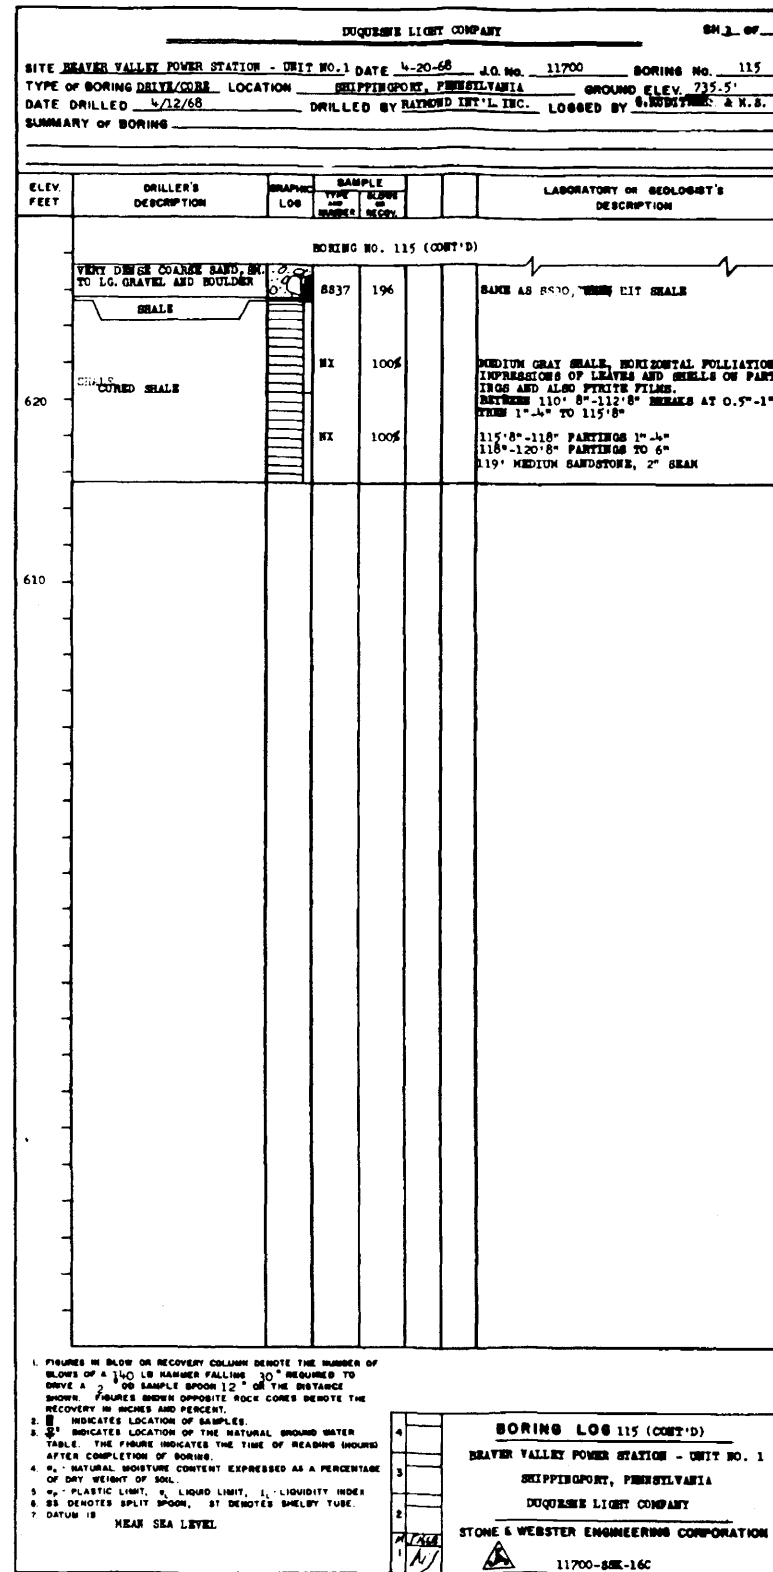 DUQUESNE LIGHT COMPANY
SH 3 OF
SITE BEAVER VALLEY POWER STATION - UNIT NO.1 DATE 4-20-68 J.O. No. 11700 BORING No. 115
TYPE OF BORING DRIVE/CORE LOCATION SHIPPINGPORT, PENNSYLVANIA GROUND ELEV. 735.5'
DATE DRILLED 4/12/68 DRILLED BY RAYMOND INT'L INC. LOGGED BY & K.S.
SUMMARY OF BORING
ELEV. FEET
DRILLER'S DESCRIPTION
GRAPHIC LOG
SAMPLE
TYPE AND NUMBER
BLOWS OR RECOV.
LABORATORY OR GEOLOGIST'S DESCRIPTION
BORING NO. 115 (CONT'D)
VERY DENSE COARSE SAND, SM.
TO LG. GRAVEL AND BOULDER
SS37 196 SAME AS SS30, HIT SHALE
SHALE
NX 100% MEDIUM GRAY SHALE, HORIZONTAL FOLLIATION
IMPRESSIONS OF LEAVES AND SHELLS ON PART
INGS AND ALSO PYRITE FILMS.
SHALE
CORED SHALE
620
BETWEEN 110' 8"-112'8" BREAKS AT 0.5"-1"
THEN 1"-4" TO 115'8"
NX 100% 115'8"-118" PARTINGS 1"-4"
118"-120'8" PARTINGS TO 6"
119' MEDIUM SANDSTONE, 2" SEAM
610
1. FIGURES IN BLOW OR RECOVERY COLUMN DENOTE THE NUMBER OF
BLOWS OF A 140 LB HAMMER FALLING 30" REQUIRED TO
DRIVE A 2" OD SAMPLE SPOON 12" OR THE DISTANCE
SHOWN. FIGURES SHOWN OPPOSITE ROCK CORES DENOTE THE
RECOVERY IN INCHES AND PERCENT.
2. INDICATES LOCATION OF SAMPLES.
3. INDICATES LOCATION OF THE NATURAL GROUND WATER
TABLE. THE FIGURE INDICATES THE TIME OF READING (HOURS)
AFTER COMPLETION OF BORING.
4. NATURAL MOISTURE CONTENT EXPRESSED AS A PERCENTAGE
OF DRY WEIGHT OF SOIL.
5. PLASTIC LIMIT, LIQUID LIMIT, LIQUIDITY INDEX
6. SS DENOTES SPLIT SPOON, ST DENOTES SHELBY TUBE.
7. DATUM IS
MEAN SEA LEVEL
4
3
2
1
BORING LOG 115 (CONT'D)
BEAVER VALLEY POWER STATION - UNIT NO. 1
SHIPPINGPORT, PENNSYLVANIA
DUQUESNE LIGHT COMPANY
STONE & WEBSTER ENGINEERING CORPORATION
11700-SSK-16C